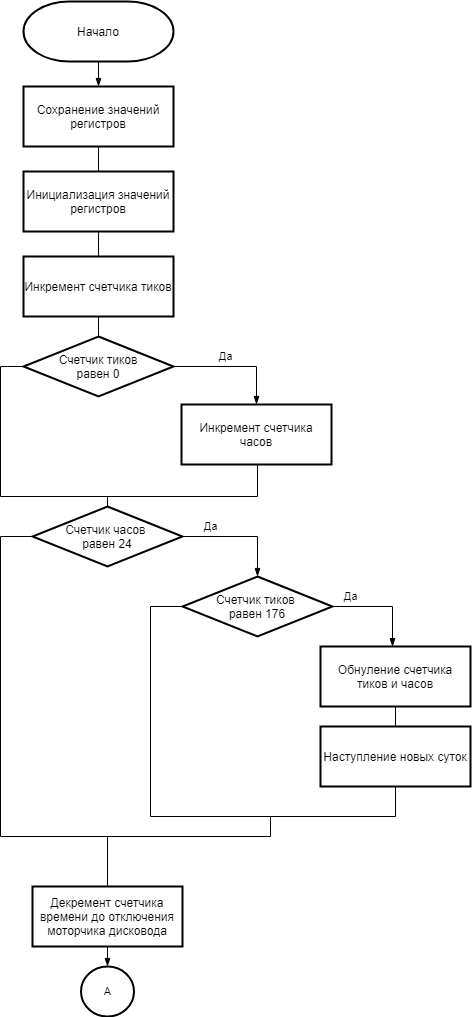 Начало
Сохранение значений
регистров
Инициализация значений
регистров
Инкремент счетчика тиков
Счетчик тиков
равен 0
Да
Инкремент счетчика
часов
Счетчик часов
равен 24
Да
Счетчик тиков
равен 176
Да
Обнуление счетчика
тиков и часов
Наступление новых суток
Декремент счетчика
времени до отключения
моторчика дисковода
А